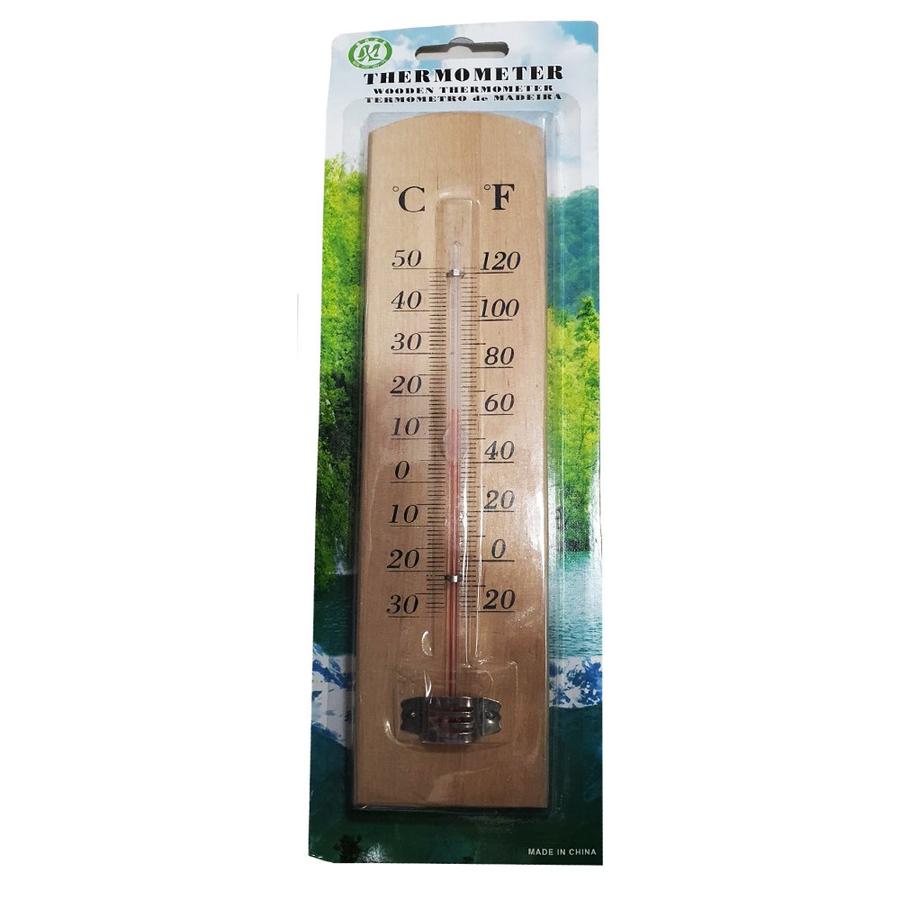 THERMOMETER
WOODEN THERMOMETER
TERMOMETRO de MADEIRA
°C °F
50 120
40 100
30 80
20 60
10 40
0 20
10 0
20 20
30
MADE IN CHINA